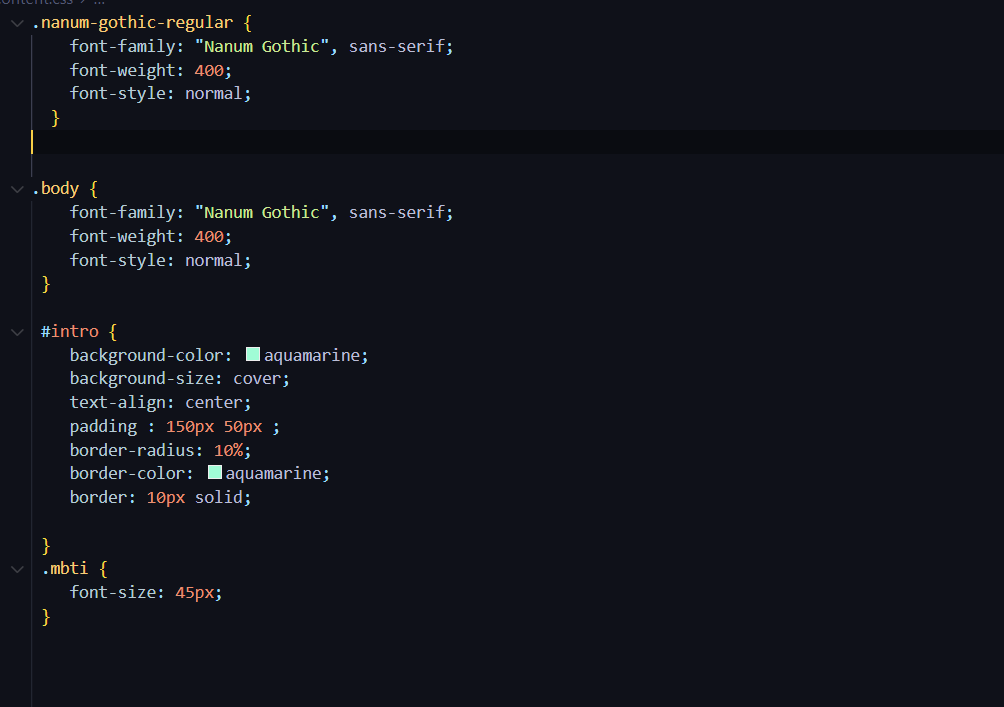 .nanum-gothic-regular {
font-family: "Nanum Gothic", sans-serif;
font-weight: 400;
font-style: normal;
}
.body {
font-family: "Nanum Gothic", sans-serif;
font-weight: 400;
font-style: normal;
}
#intro {
background-color: aquamarine;
background-size: cover;
text-align: center;
padding : 150px 50px ;
border-radius: 10%;
border-color: aquamarine;
border: 10px solid;
}
.mbti {
font-size: 45px;
}